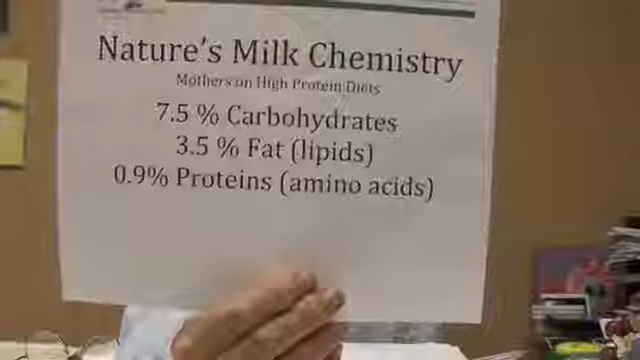 Nature's Milk Chemistry
Mothers on High Protein Diets
7.5 % Carbohydrates
3.5 % Fat (lipids)
0.9% Proteins (amino acids)